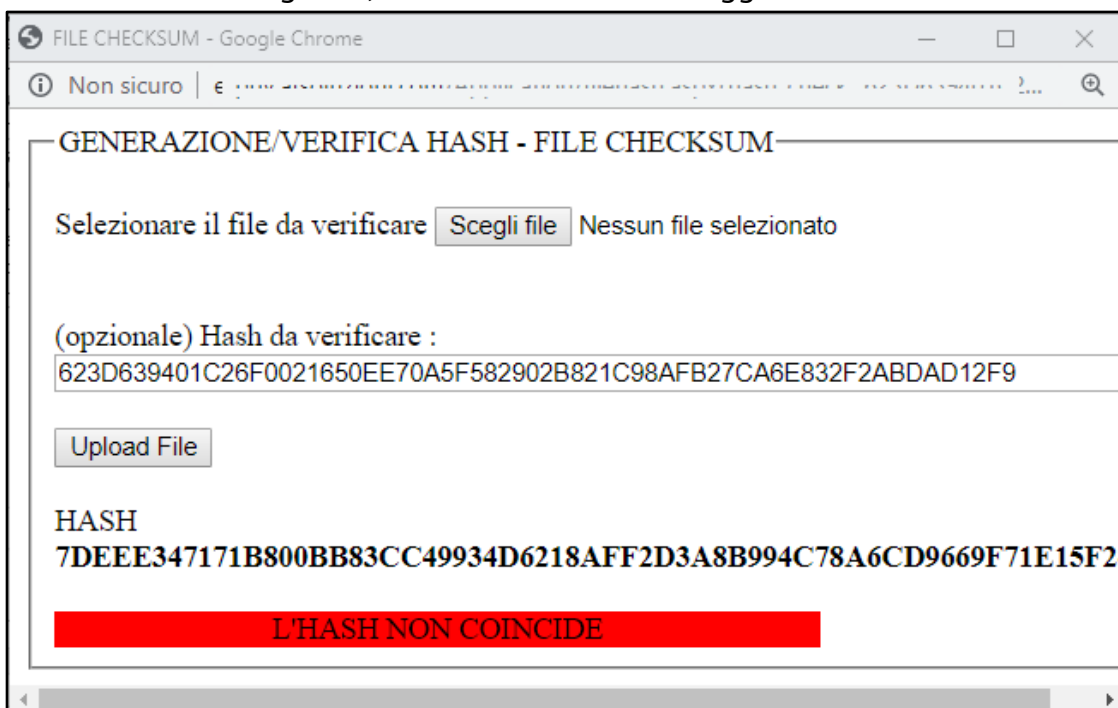 FILE CHECKSUM - Google Chrome
Non sicuro
GENERAZIONE/VERIFICA HASH - FILE CHECKSUM
Selezionare il file da verificare Scegli file Nessun file selezionato
(opzionale) Hash da verificare :
623D639401C26F0021650EE70A5F582902B821C98AFB27CA6E832F2ABDAD12F9
Upload File
HASH
7DEEE347171B800BB83CC49934D6218AFF2D3A8B994C78A6CD9669F71E15F2
L'HASH NON COINCIDE